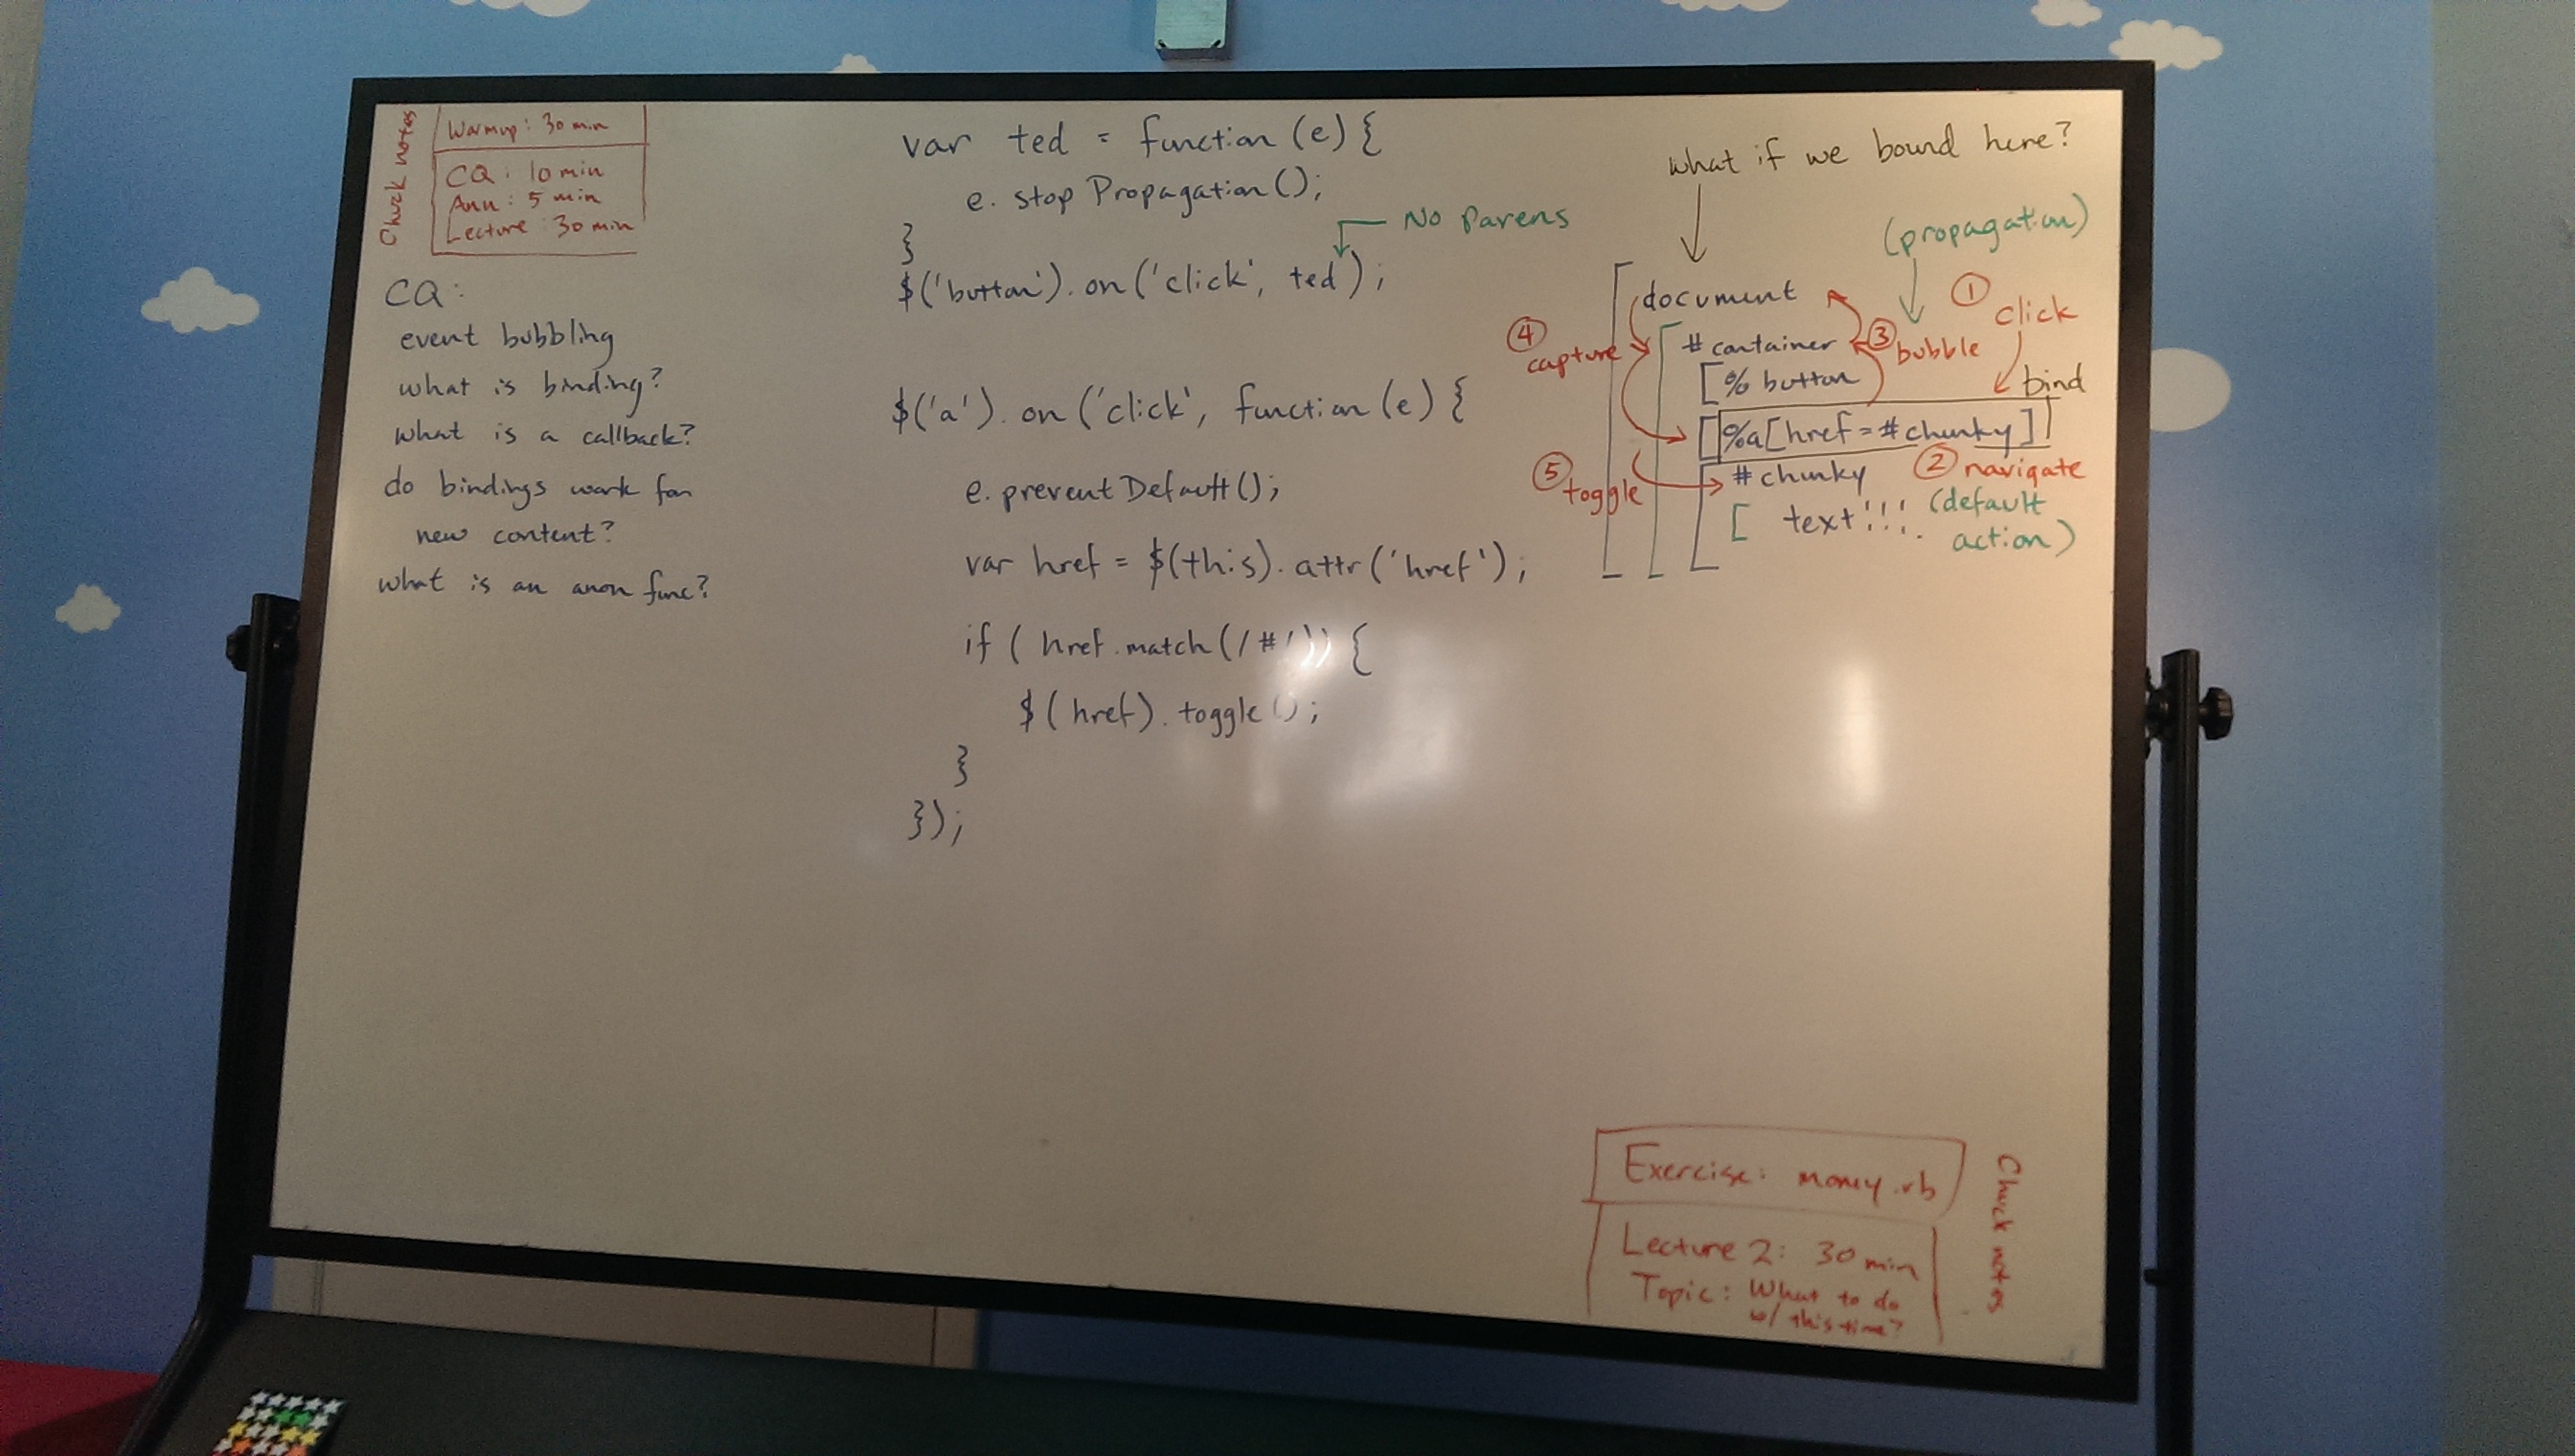 Chuck notes
Warmup: 30 min
CQ: 10 min
Ann: 5 min
Lecture: 30 min
CQ:
event bubbling
what is binding?
what is a callback?
do bindings work for
new content?
what is an anon func?
var ted = function (e) {
e. stop Propagation();
}
No parens
$('button').on('click', ted);
$('a').on('click', function(e) {
e.preventDefault();
var href = $(this).attr('href');
if ( href.match(/#/)) {
$(href).toggle();
}
});
what if we bound here?
(propagation)
document
① click
④ capture
#container
③ bubble
% button
bind
%a[href=#chunky]
⑤ toggle
#chunky
② navigate
(default
action)
text!!!
Exercise: money.rb
Lecture 2: 30 min
Topic: What to do
w/ this time?
Chuck notes